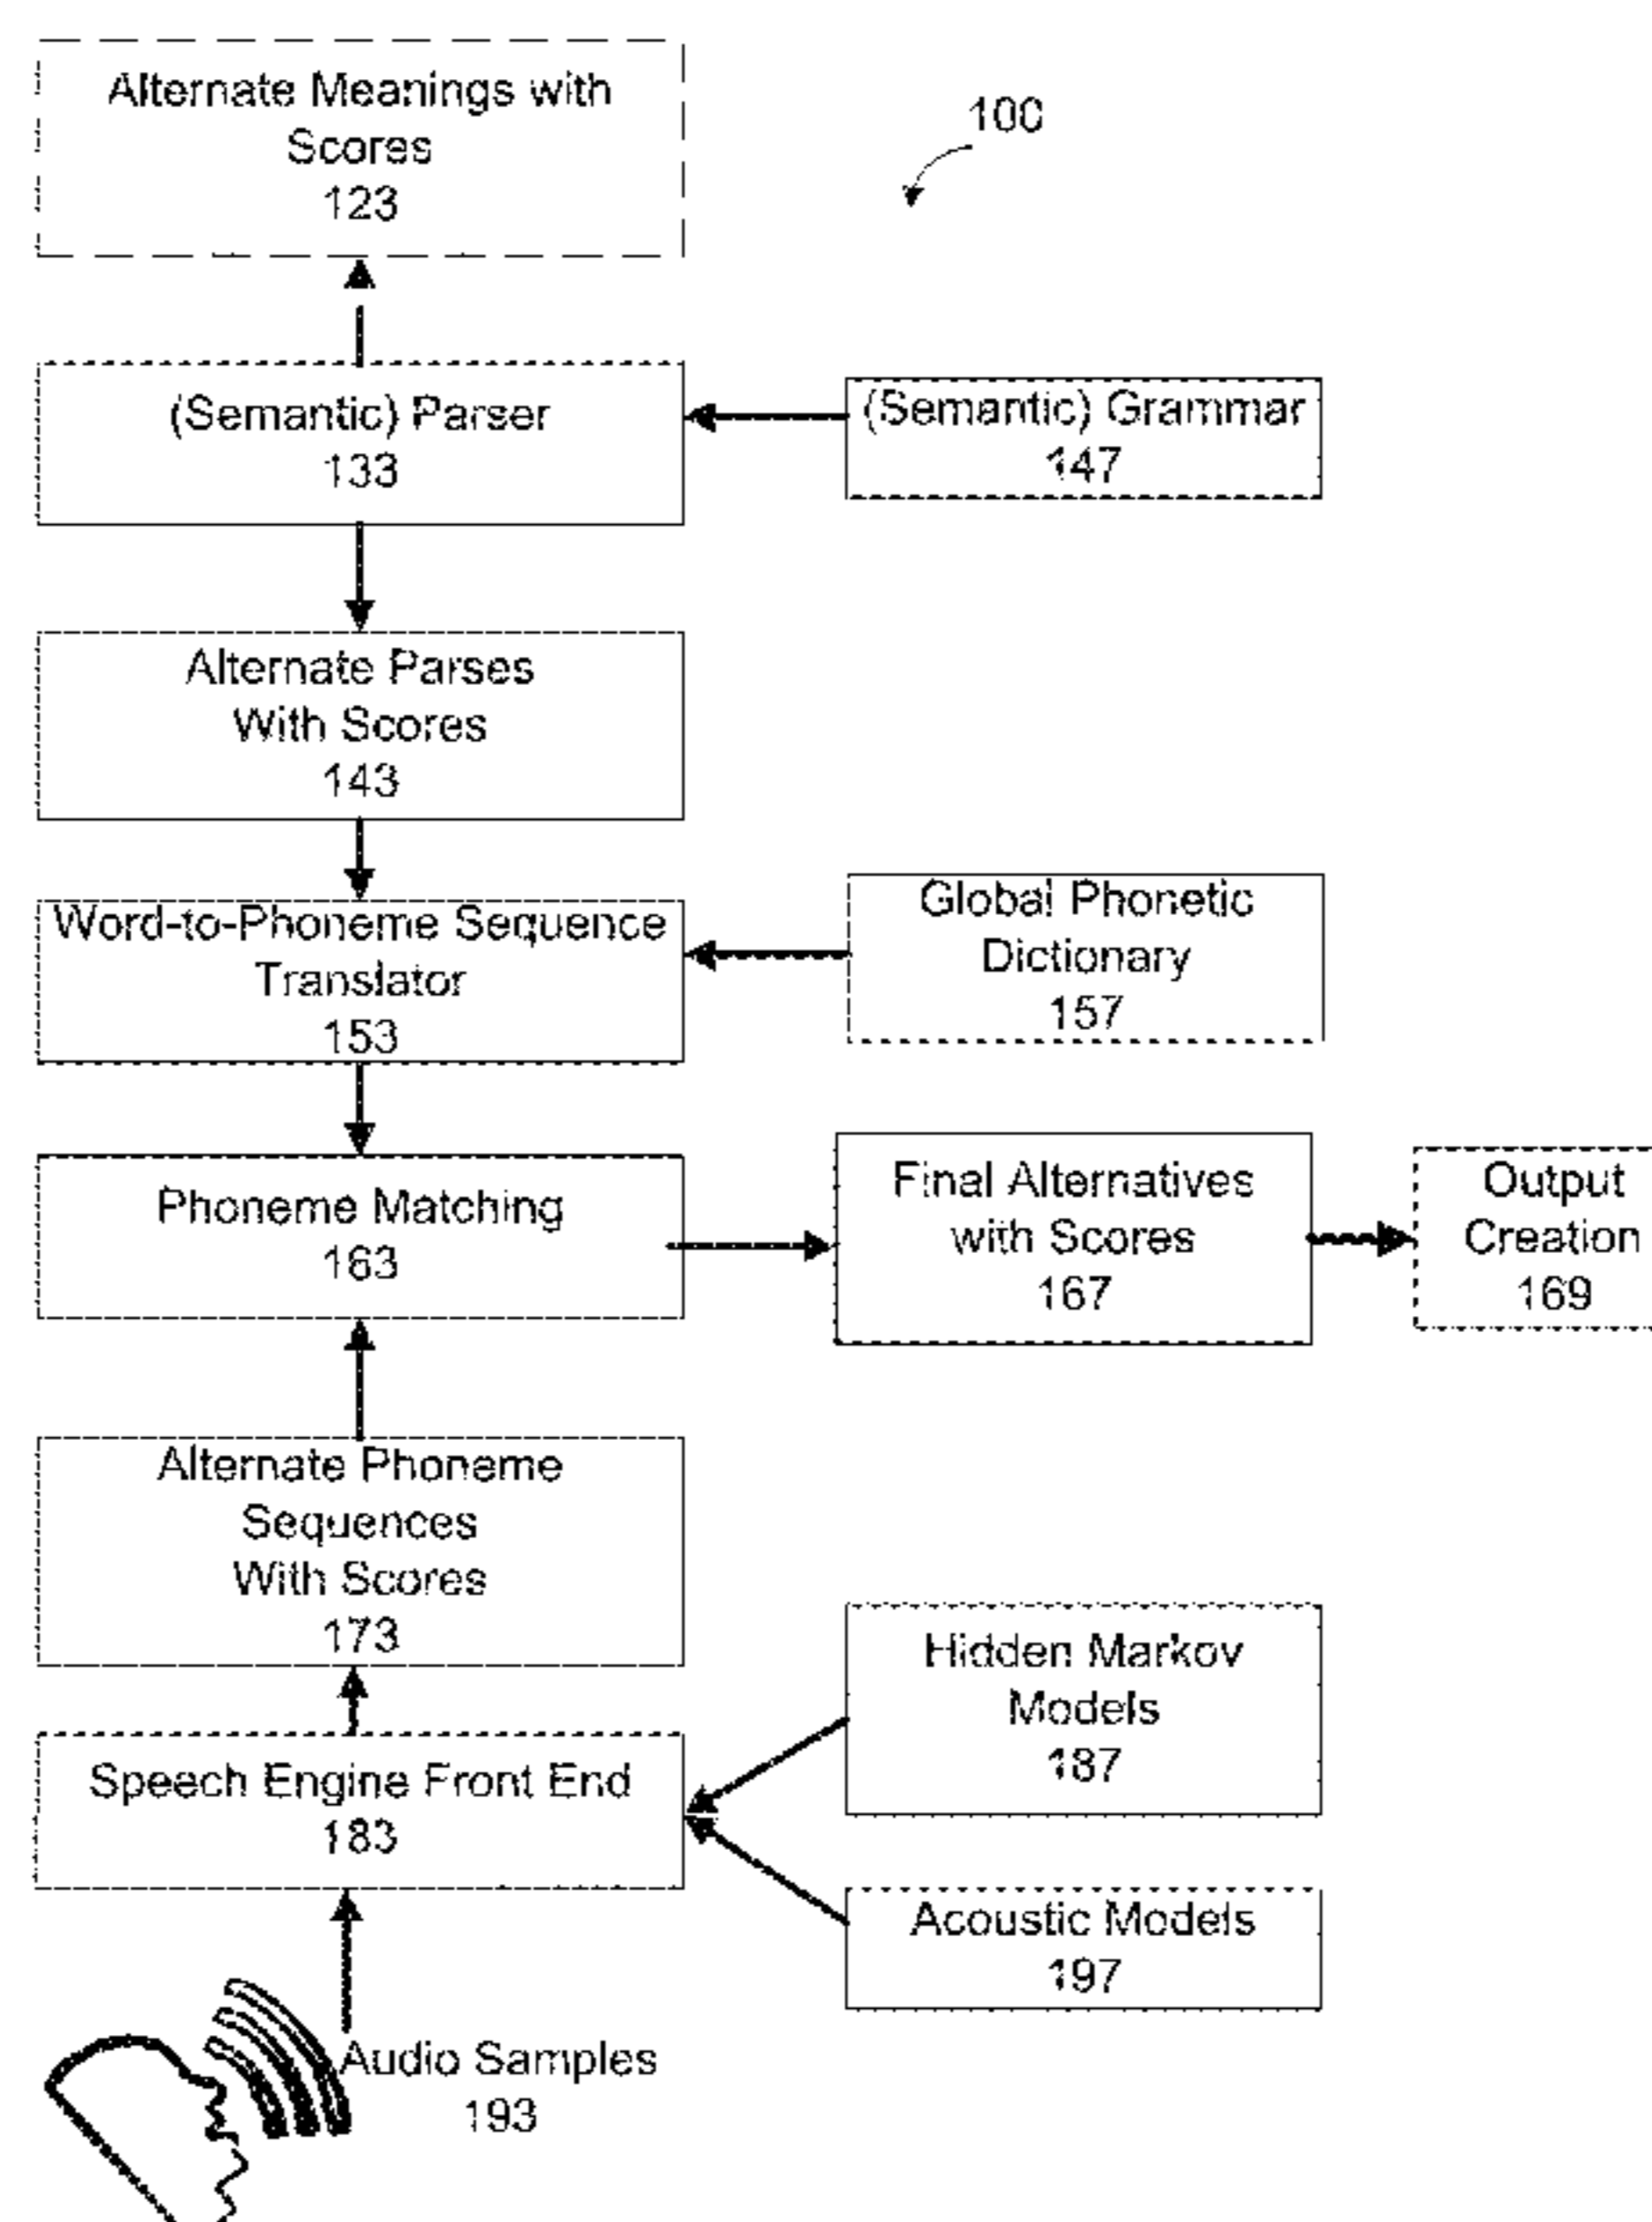 Alternate Meanings with
Scores
123
100
(Semantic) Parser
133
(Semantic) Grammar
147
Alternate Parses
With Scores
143
Word-to-Phoneme Sequence
Translator
153
Global Phonetic
Dictionary
157
Phoneme Matching
163
Final Alternatives
with Scores
167
Output
Creation
169
Alternate Phoneme
Sequences
With Scores
173
Hidden Markov
Models
187
Speech Engine Front End
183
Acoustic Models
197
Audio Samples
193